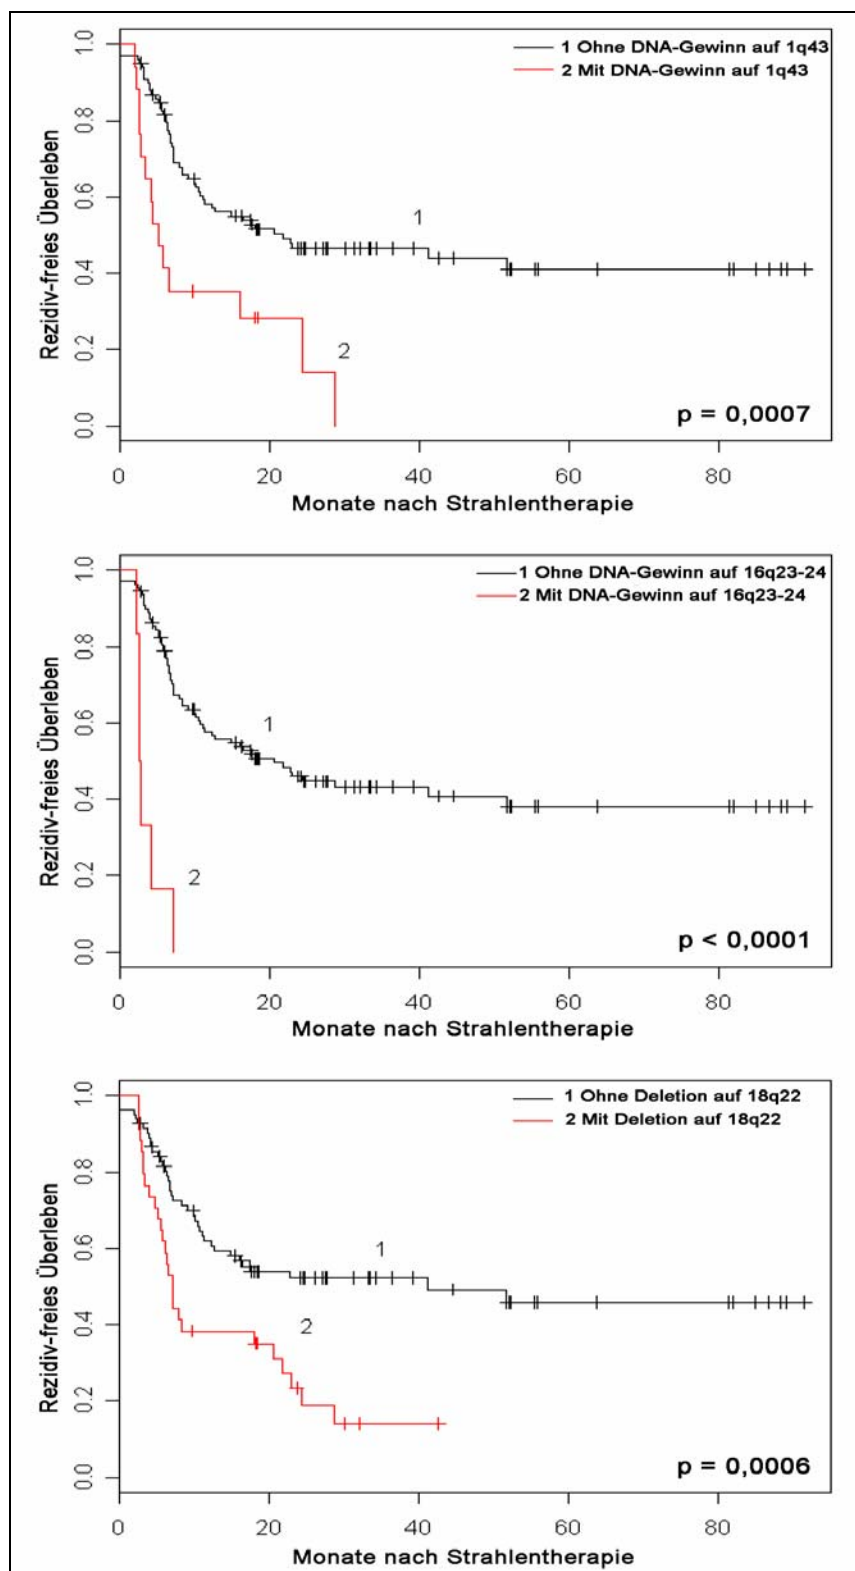 1 Ohne DNA-Gewinn auf 1q43
2 Mit DNA-Gewinn auf 1q43
Rezidiv-freies Überleben
1.0
0.8
0.6
0.4
0.2
0.0
1
2
p = 0,0007
0 20 40 60 80
Monate nach Strahlentherapie
1 Ohne DNA-Gewinn auf 16q23-24
2 Mit DNA-Gewinn auf 16q23-24
Rezidiv-freies Überleben
1.0
0.8
0.6
0.4
0.2
0.0
1
2
p < 0,0001
0 20 40 60 80
Monate nach Strahlentherapie
1 Ohne Deletion auf 18q22
2 Mit Deletion auf 18q22
Rezidiv-freies Überleben
1.0
0.8
0.6
0.4
0.2
0.0
1
2
p = 0,0006
0 20 40 60 80
Monate nach Strahlentherapie